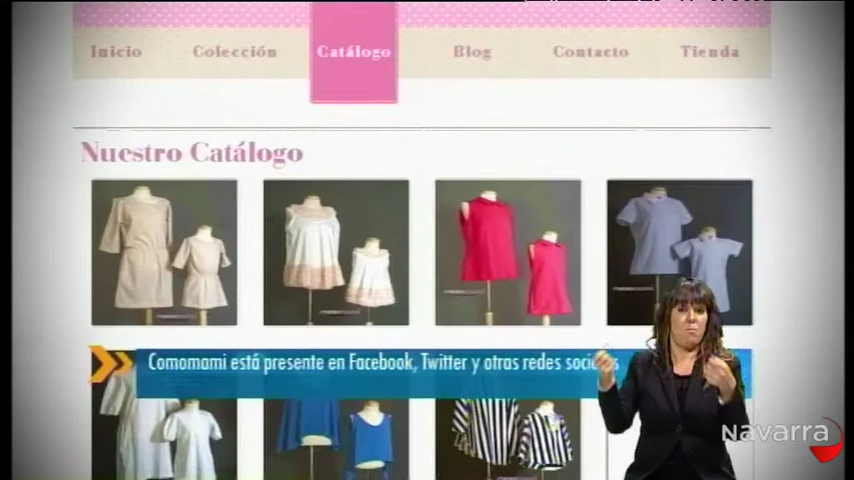 Inicio
Colección
Catálogo
Blog
Contacto
Tienda
Nuestro Catálogo
Comomami está presente en Facebook, Twitter y otras redes sociales
Navarra